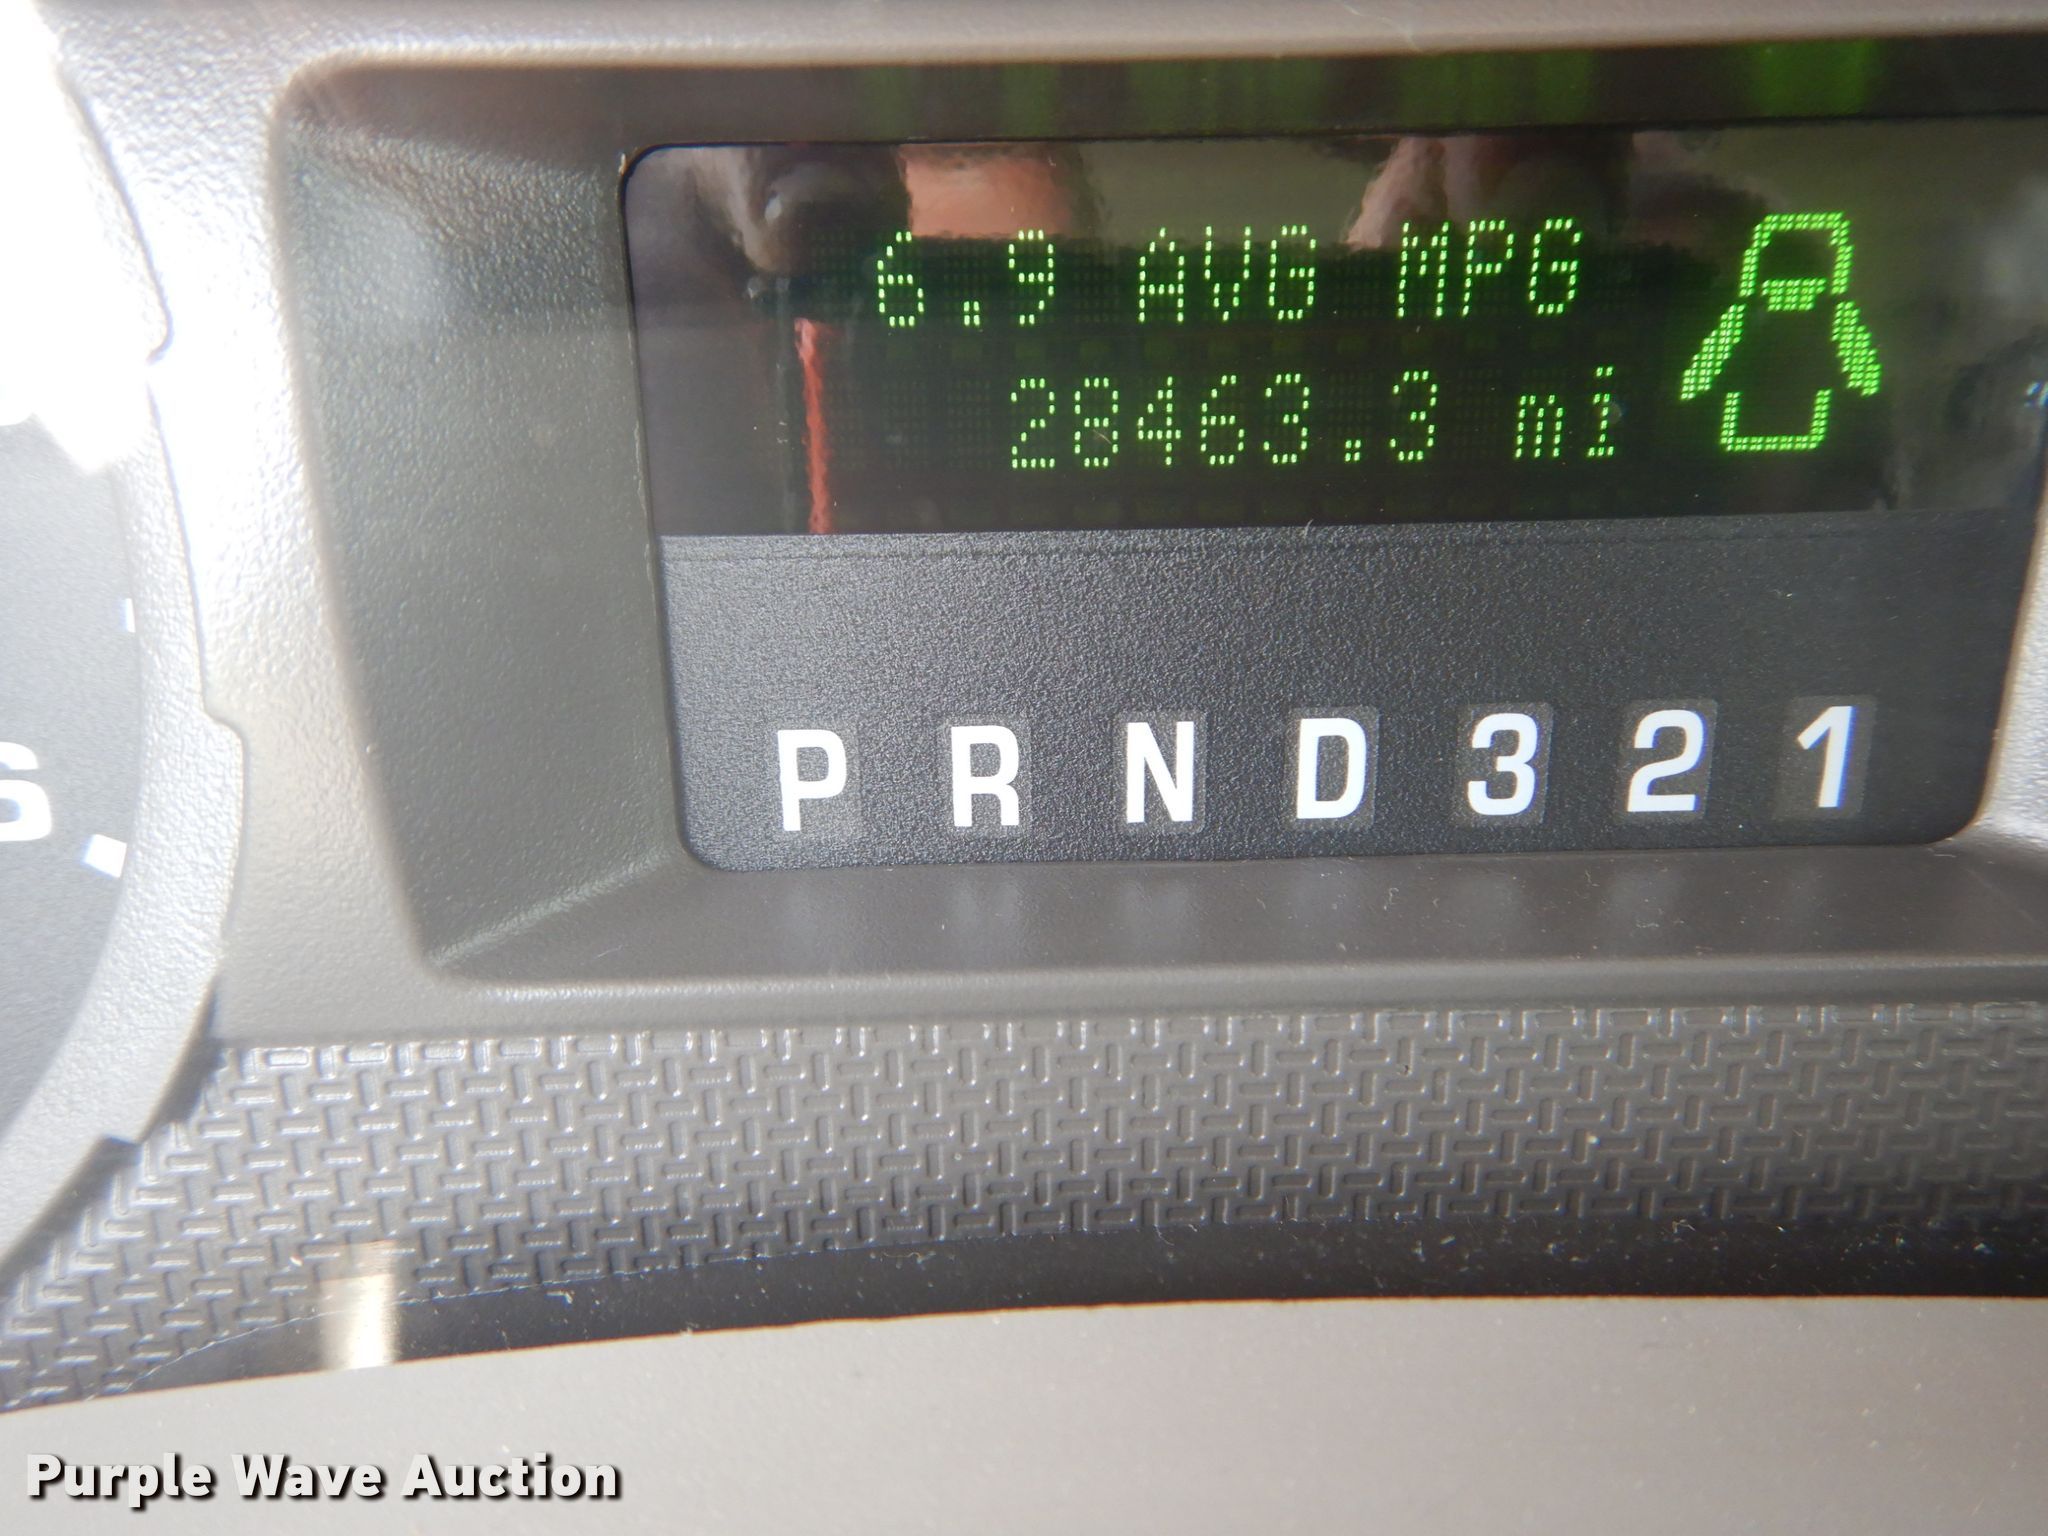 6.9 AVG MPG
28463.3 mi
P R N D 3 2 1
Purple Wave Auction